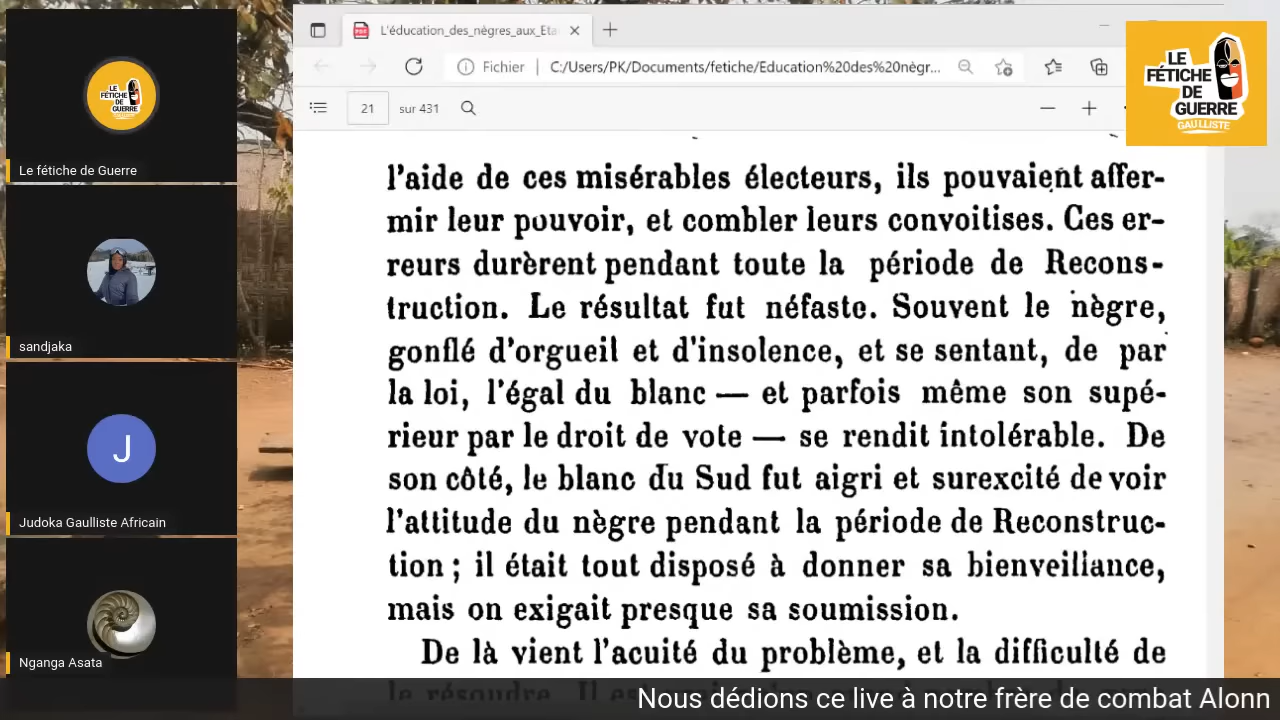 Le fétiche de Guerre
sandjaka
J
Judoka Gaulliste Africain
Nganga Asata
L'éducation_des_nègres_aux_Eta
Fichier
C:/Users/PK/Documents/fetiche/Education%20des%20nègr...
21 sur 431
LE
FÉTICHE
DE
GUERRE
GAULLISTE
l'aide de ces misérables électeurs, ils pouvaient affer-
mir leur pouvoir, et combler leurs convoitises. Ces er-
reurs durèrent pendant toute la période de Recons-
truction. Le résultat fut néfaste. Souvent le nègre,
gonflé d'orgueil et d'insolence, et se sentant, de par
la loi, l'égal du blanc — et parfois même son supé-
rieur par le droit de vote — se rendit intolérable. De
son côté, le blanc du Sud fut aigri et surexcité de voir
l'attitude du nègre pendant la période de Reconstruc-
tion ; il était tout disposé à donner sa bienveillance,
mais on exigait presque sa soumission.
De là vient l'acuité du problème, et la difficulté de
le résoudre.
Nous dédions ce live à notre frère de combat Alonn